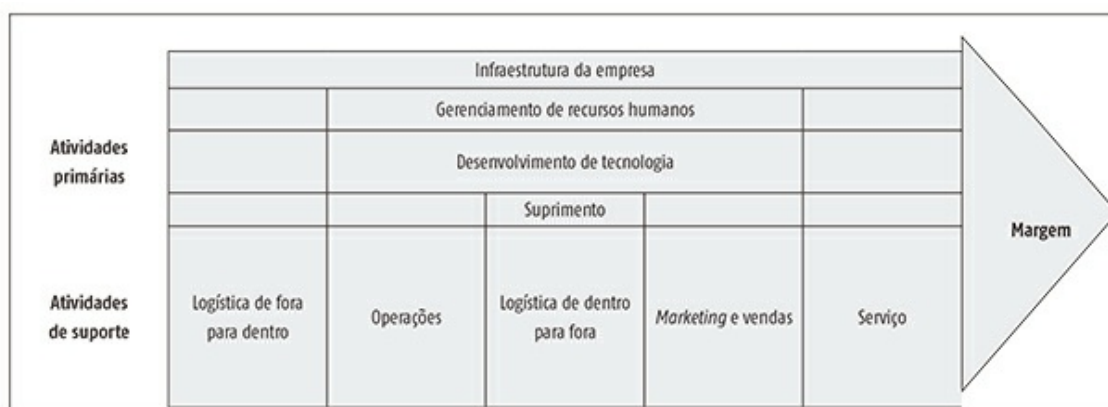 Infraestrutura da empresa
Gerenciamento de recursos humanos
Atividades
primárias
Desenvolvimento de tecnologia
Suprimento
Margem
Atividades
de suporte
Logística de fora
para dentro
Operações
Logística de dentro
para fora
Marketing e vendas
Serviço